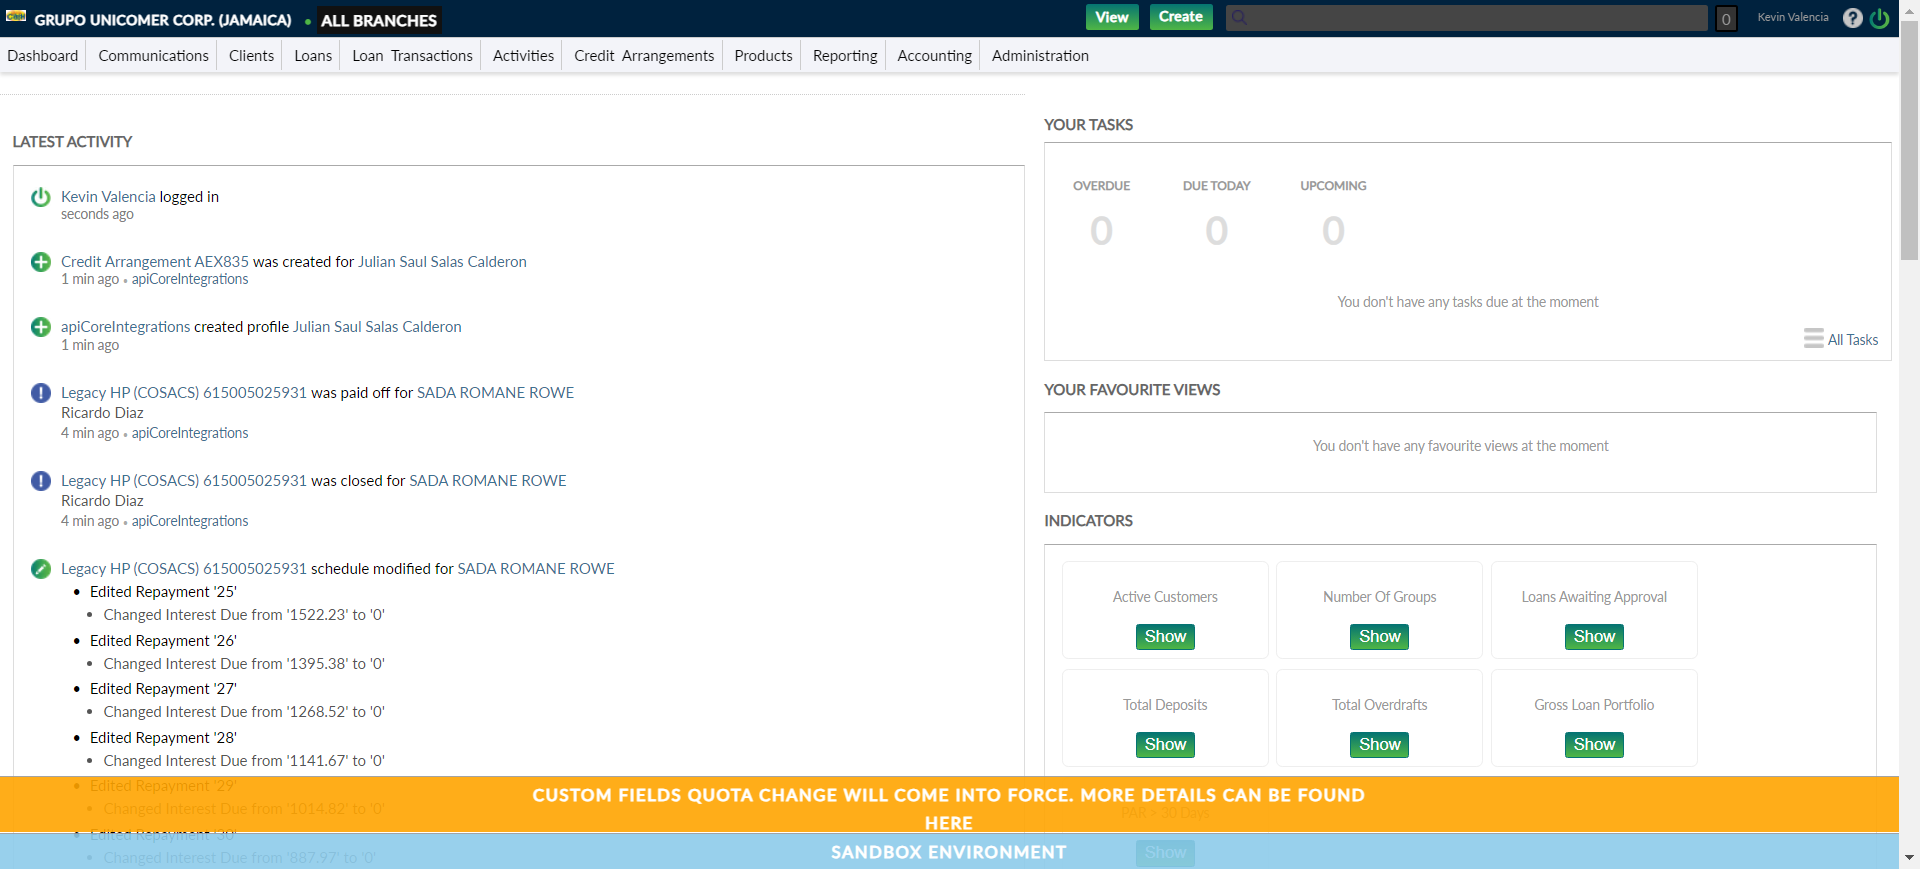 GRUPO UNICOMER CORP. (JAMAICA) • ALL BRANCHES
View
Create
0
Kevin Valencia
?
Dashboard
Communications
Clients
Loans
Loan Transactions
Activities
Credit Arrangements
Products
Reporting
Accounting
Administration
LATEST ACTIVITY
Kevin Valencia logged in
seconds ago
Credit Arrangement AEX835 was created for Julian Saul Salas Calderon
1 min ago • apiCoreIntegrations
apiCoreIntegrations created profile Julian Saul Salas Calderon
1 min ago
Legacy HP (COSACS) 615005025931 was paid off for SADA ROMANE ROWE
Ricardo Diaz
4 min ago • apiCoreIntegrations
Legacy HP (COSACS) 615005025931 was closed for SADA ROMANE ROWE
Ricardo Diaz
4 min ago • apiCoreIntegrations
Legacy HP (COSACS) 615005025931 schedule modified for SADA ROMANE ROWE
• Edited Repayment '25'
• Changed Interest Due from '1522.23' to '0'
• Edited Repayment '26'
• Changed Interest Due from '1395.38' to '0'
• Edited Repayment '27'
• Changed Interest Due from '1268.52' to '0'
• Edited Repayment '28'
• Changed Interest Due from '1141.67' to '0'
• Edited Repayment '29'
• Changed Interest Due from '1014.82' to '0'
• Edited Repayment '30'
• Changed Interest Due from '887.97' to '0'
YOUR TASKS
OVERDUE
DUE TODAY
UPCOMING
0
0
0
You don't have any tasks due at the moment
All Tasks
YOUR FAVOURITE VIEWS
You don't have any favourite views at the moment
INDICATORS
Active Customers
Show
Number Of Groups
Show
Loans Awaiting Approval
Show
Total Deposits
Show
Total Overdrafts
Show
Gross Loan Portfolio
Show
PAR > 30 Days
Show
CUSTOM FIELDS QUOTA CHANGE WILL COME INTO FORCE. MORE DETAILS CAN BE FOUND
HERE
SANDBOX ENVIRONMENT